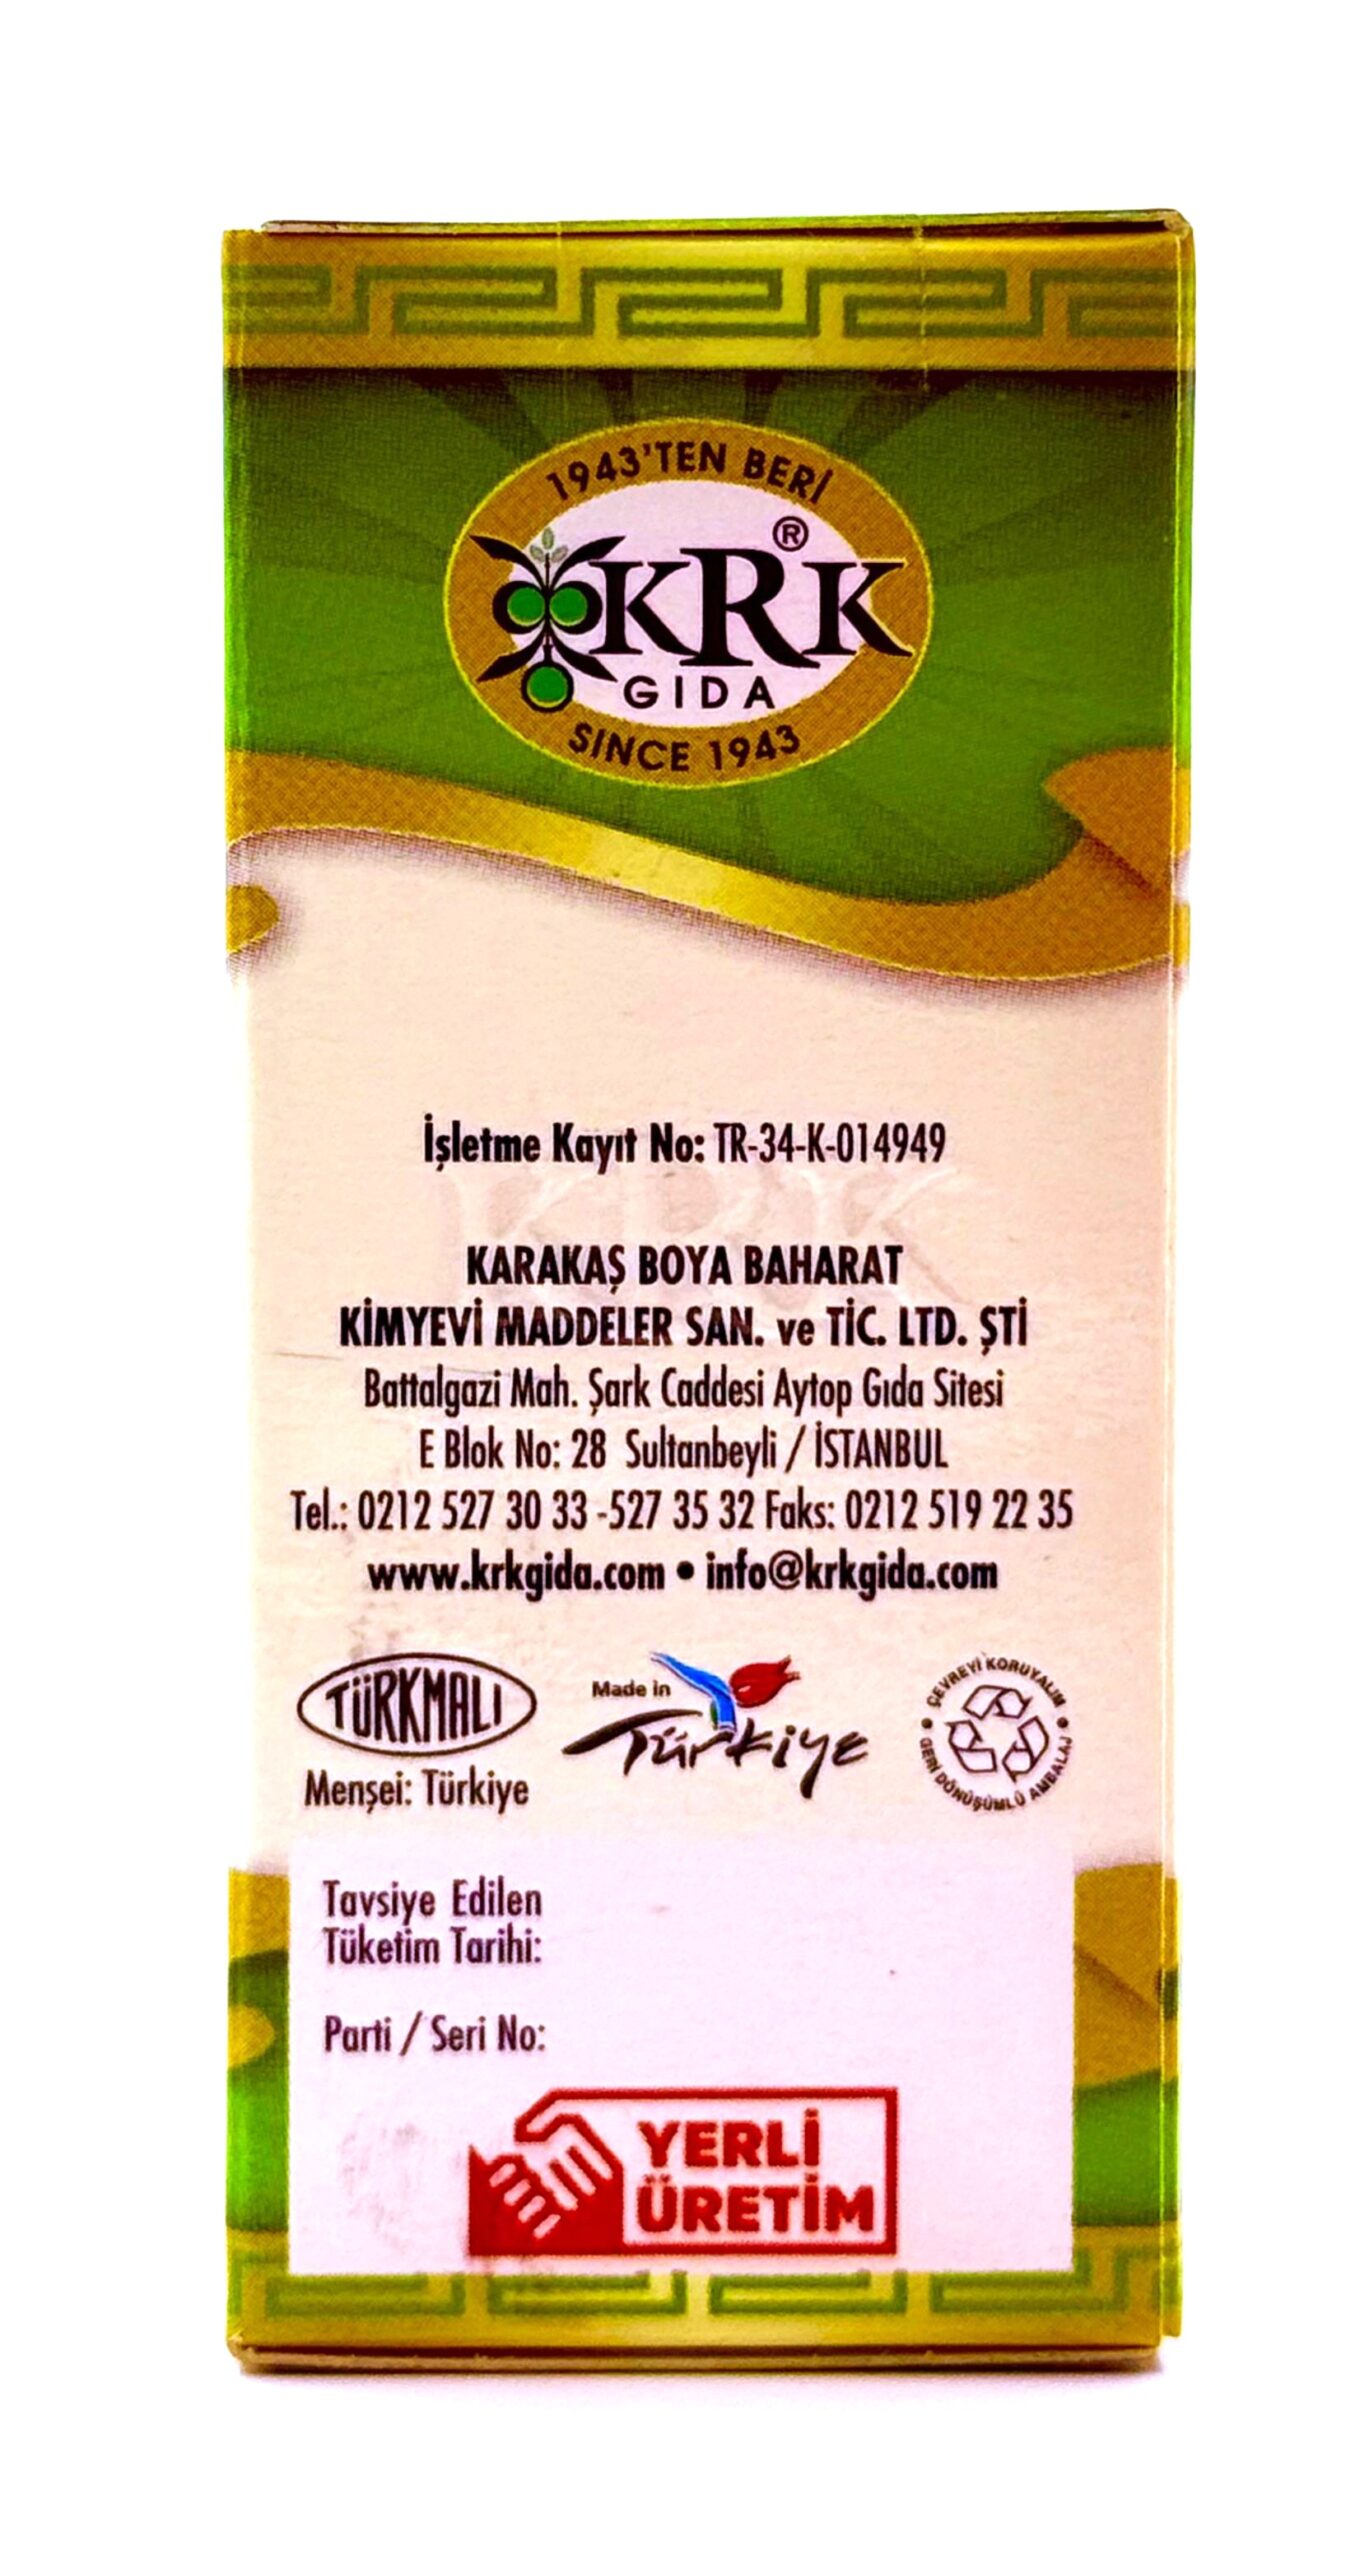 1943'TEN BERİ
KRK®
GIDA
SINCE 1943
İşletme Kayıt No: TR-34-K-014949
KRK
KARAKAŞ BOYA BAHARAT
KİMYEVİ MADDELER SAN. ve TİC. LTD. ŞTİ
Battalgazi Mah. Şark Caddesi Aytop Gıda Sitesi
E Blok No: 28 Sultanbeyli / İSTANBUL
Tel.: 0212 527 30 33 -527 35 32 Faks: 0212 519 22 35
www.krkgida.com • info@krkgida.com
TÜRKMALI
Menşei: Türkiye
Made in
Türkiye
ÇEVREYİ KORUYALIM
• GERİ DÖNÜŞÜMLÜ AMBALAJ •
Tavsiye Edilen
Tüketim Tarihi:
Parti / Seri No:
YERLİ
ÜRETİM